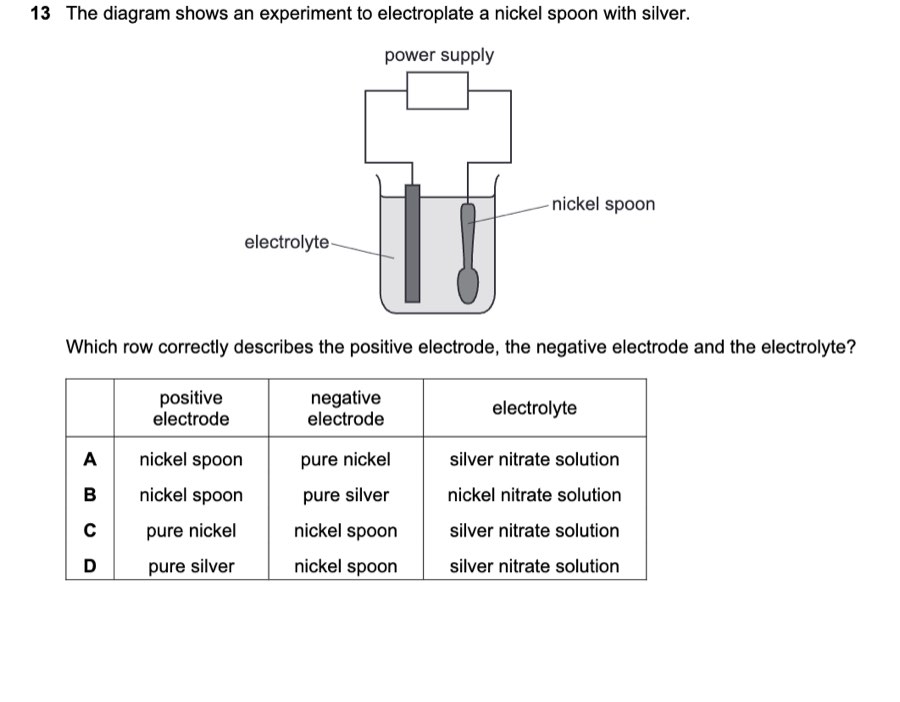 13 The diagram shows an experiment to electroplate a nickel spoon with silver.
power supply
nickel spoon
electrolyte
Which row correctly describes the positive electrode, the negative electrode and the electrolyte?
positive electrode negative electrode electrolyte
A nickel spoon pure nickel silver nitrate solution
B nickel spoon pure silver nickel nitrate solution
C pure nickel nickel spoon silver nitrate solution
D pure silver nickel spoon silver nitrate solution